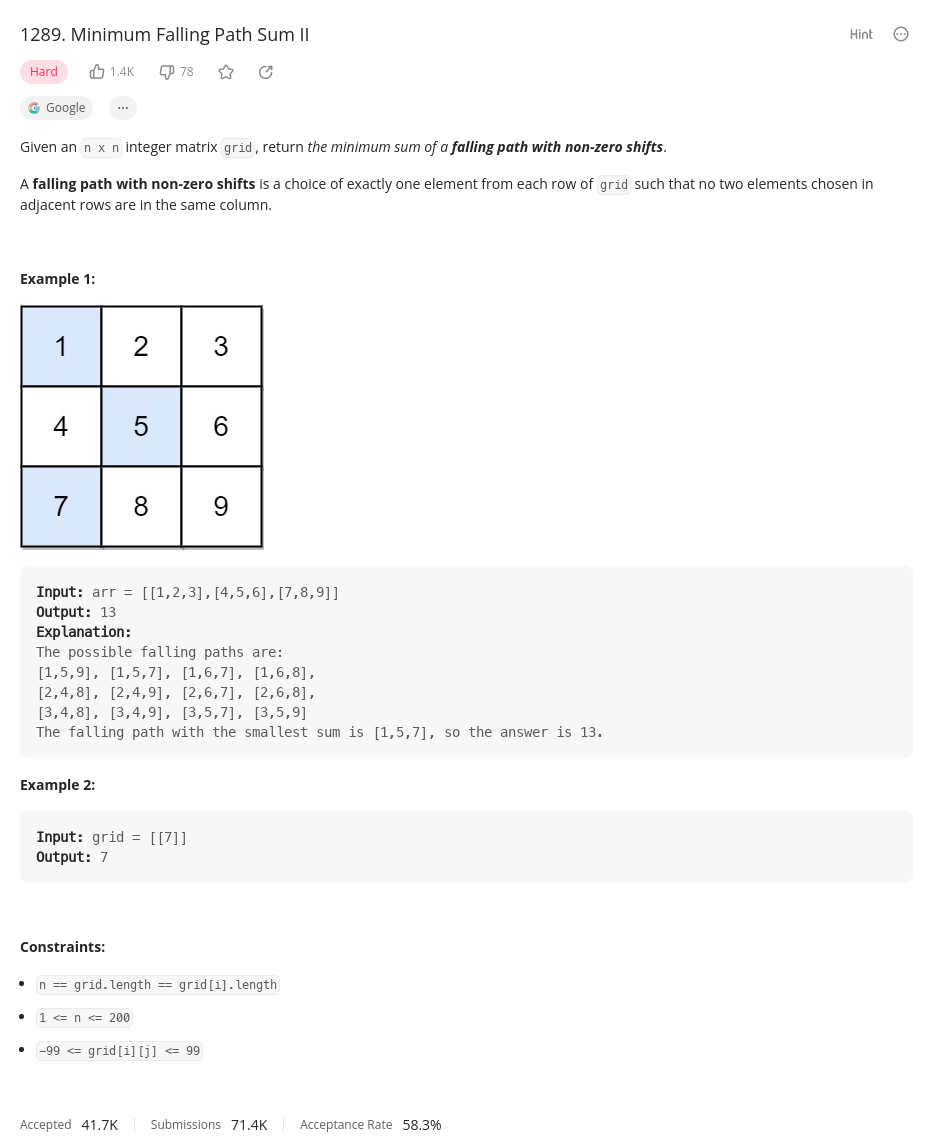 1289. Minimum Falling Path Sum II
Hint
Hard 1.4K 78
Google ...
Given an n x n integer matrix grid, return the minimum sum of a falling path with non-zero shifts.
A falling path with non-zero shifts is a choice of exactly one element from each row of grid such that no two elements chosen in
adjacent rows are in the same column.
Example 1:
1 2 3
4 5 6
7 8 9
Input: arr = [[1,2,3],[4,5,6],[7,8,9]]
Output: 13
Explanation:
The possible falling paths are:
[1,5,9], [1,5,7], [1,6,7], [1,6,8],
[2,4,8], [2,4,9], [2,6,7], [2,6,8],
[3,4,8], [3,4,9], [3,5,7], [3,5,9]
The falling path with the smallest sum is [1,5,7], so the answer is 13.
Example 2:
Input: grid = [[7]]
Output: 7
Constraints:
• n == grid.length == grid[i].length
• 1 <= n <= 200
• -99 <= grid[i][j] <= 99
Accepted 41.7K Submissions 71.4K Acceptance Rate 58.3%